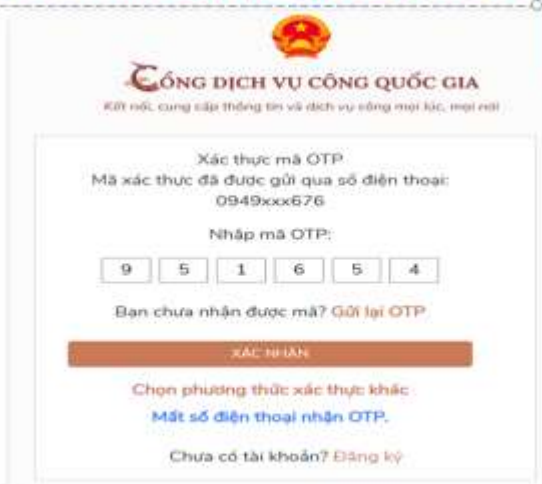 CỔNG DỊCH VỤ CÔNG QUỐC GIA
Kết nối, cung cấp thông tin và dịch vụ công mọi lúc, mọi nơi
Xác thực mã OTP
Mã xác thực đã được gửi qua số điện thoại:
0949xxx676
Nhập mã OTP:
9 5 1 6 5 4
Bạn chưa nhận được mã? Gửi lại OTP
XÁC NHẬN
Chọn phương thức xác thực khác
Mất số điện thoại nhận OTP.
Chưa có tài khoản? Đăng ký